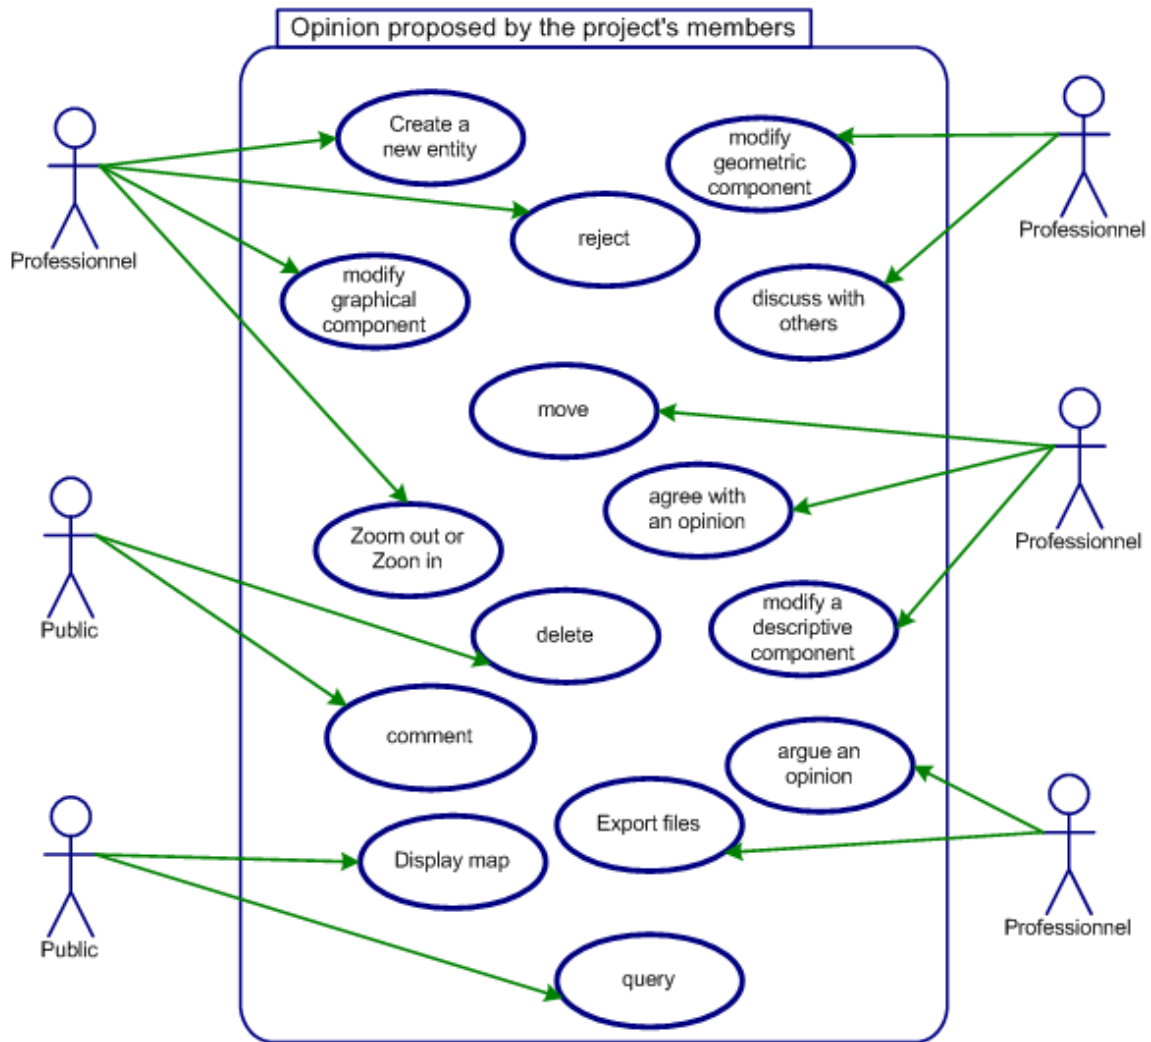 Opinion proposed by the project's members
Create a
new entity
modify
geometric
component
reject
Professionnel
Professionnel
modify
graphical
component
discuss with
others
move
agree with
an opinion
Zoom out or
Zoon in
Professionnel
Public
delete
modify a
descriptive
component
comment
argue an
opinion
Export files
Display map
Public
Professionnel
query